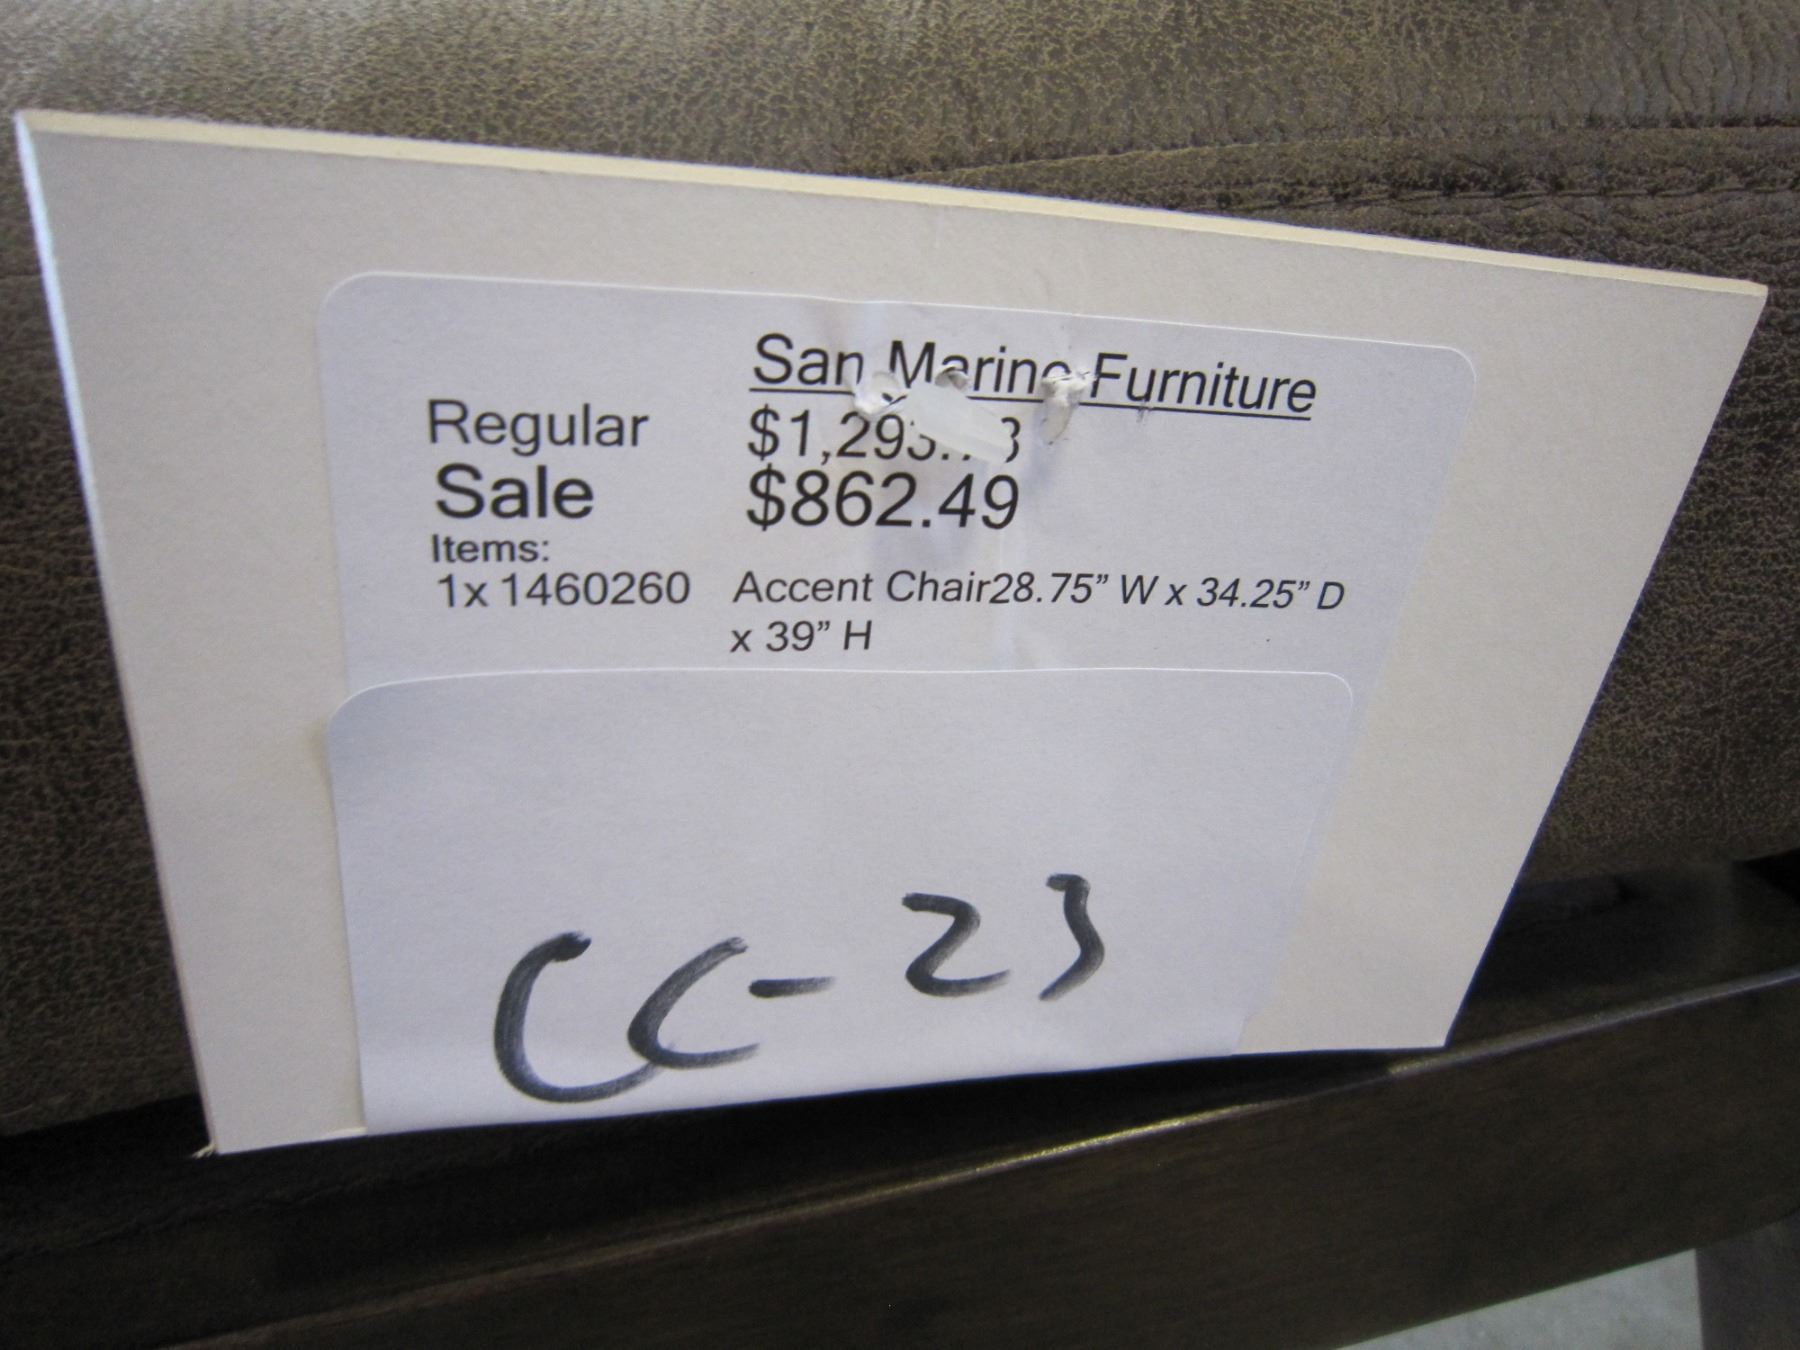 San Marino Furniture
Regular
Sale $862.49
Items:
1x 1460260 Accent Chair28.75” W x 34.25” D
x 39” H
CC-23